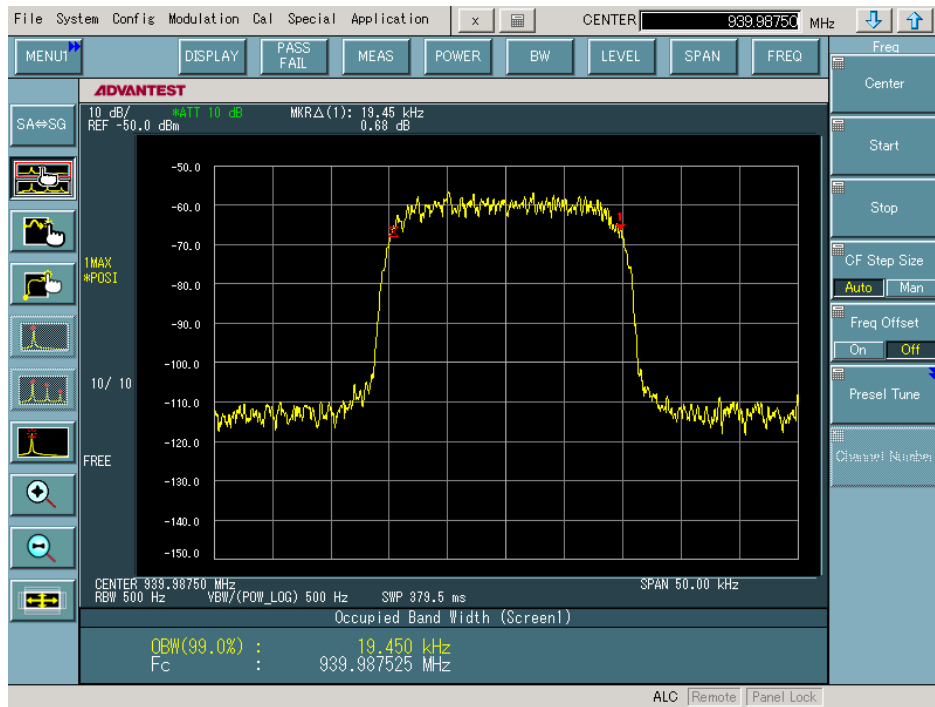 File System Config Modulation Cal Special Application x CENTER 939.98750 MHz
MENU1 DISPLAY PASS FAIL MEAS POWER BW LEVEL SPAN FREQ Freq
Center
ADVANTEST
10 dB/ *ATT 10 dB MKRΔ(1): 19.45 kHz
REF -50.0 dBm 0.68 dB
SA⇔SG
Start
-50.0
-60.0
Stop
1
-70.0
1MAX
*POSI
CF Step Size
Auto Man
-80.0
-90.0
Freq Offset
On Off
-100.0
10/ 10
Presel Tune
-110.0
-120.0
FREE
Channel Number
-130.0
-140.0
-150.0
CENTER 939.98750 MHz SPAN 50.00 kHz
RBW 500 Hz VBW/(POW_LOG) 500 Hz SWP 379.5 ms
Occupied Band Width (Screen1)
OBW(99.0%) : 19.450 kHz
Fc : 939.987525 MHz
ALC Remote Panel Lock